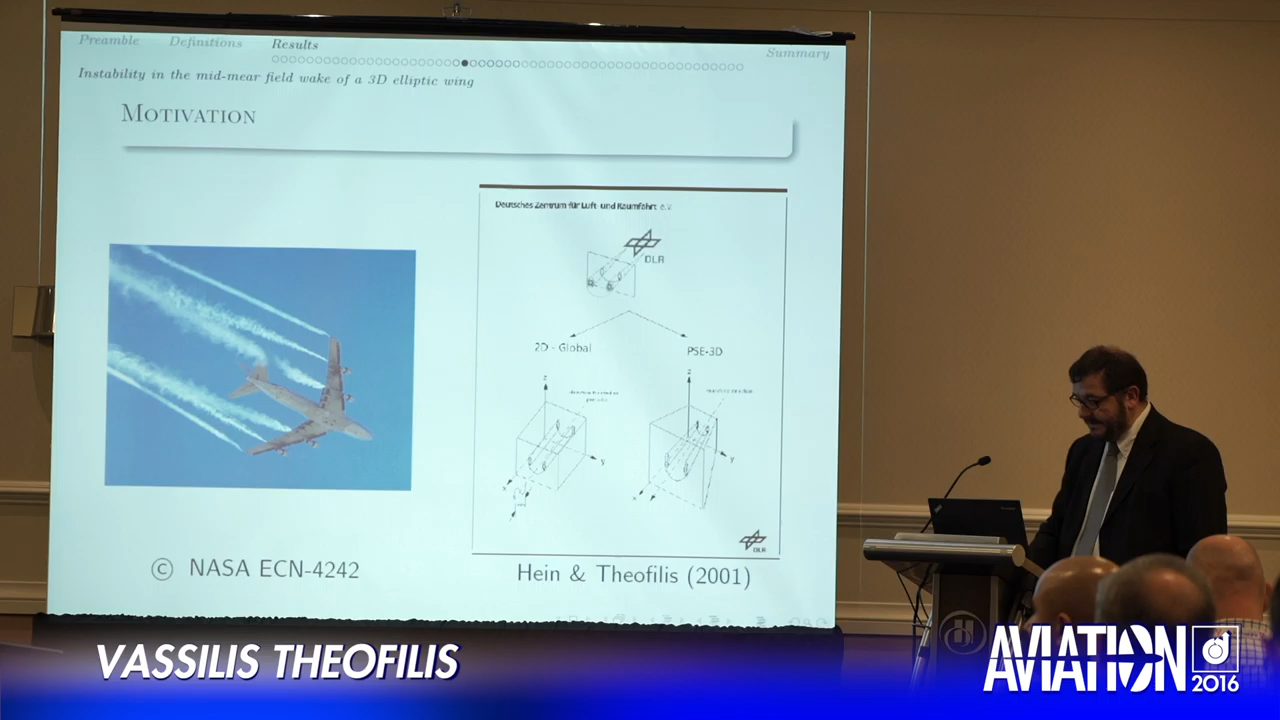 Preamble Definitions Results Summary
Instability in the mid-mear field wake of a 3D elliptic wing
MOTIVATION
Deutsches Zentrum für Luft- und Raumfahrt e.V.
DLR
2D - Global PSE-3D
z z
y y
x x
DLR
© NASA ECN-4242
Hein & Theofilis (2001)
VASSILIS THEOFILIS
AVIATION
2016